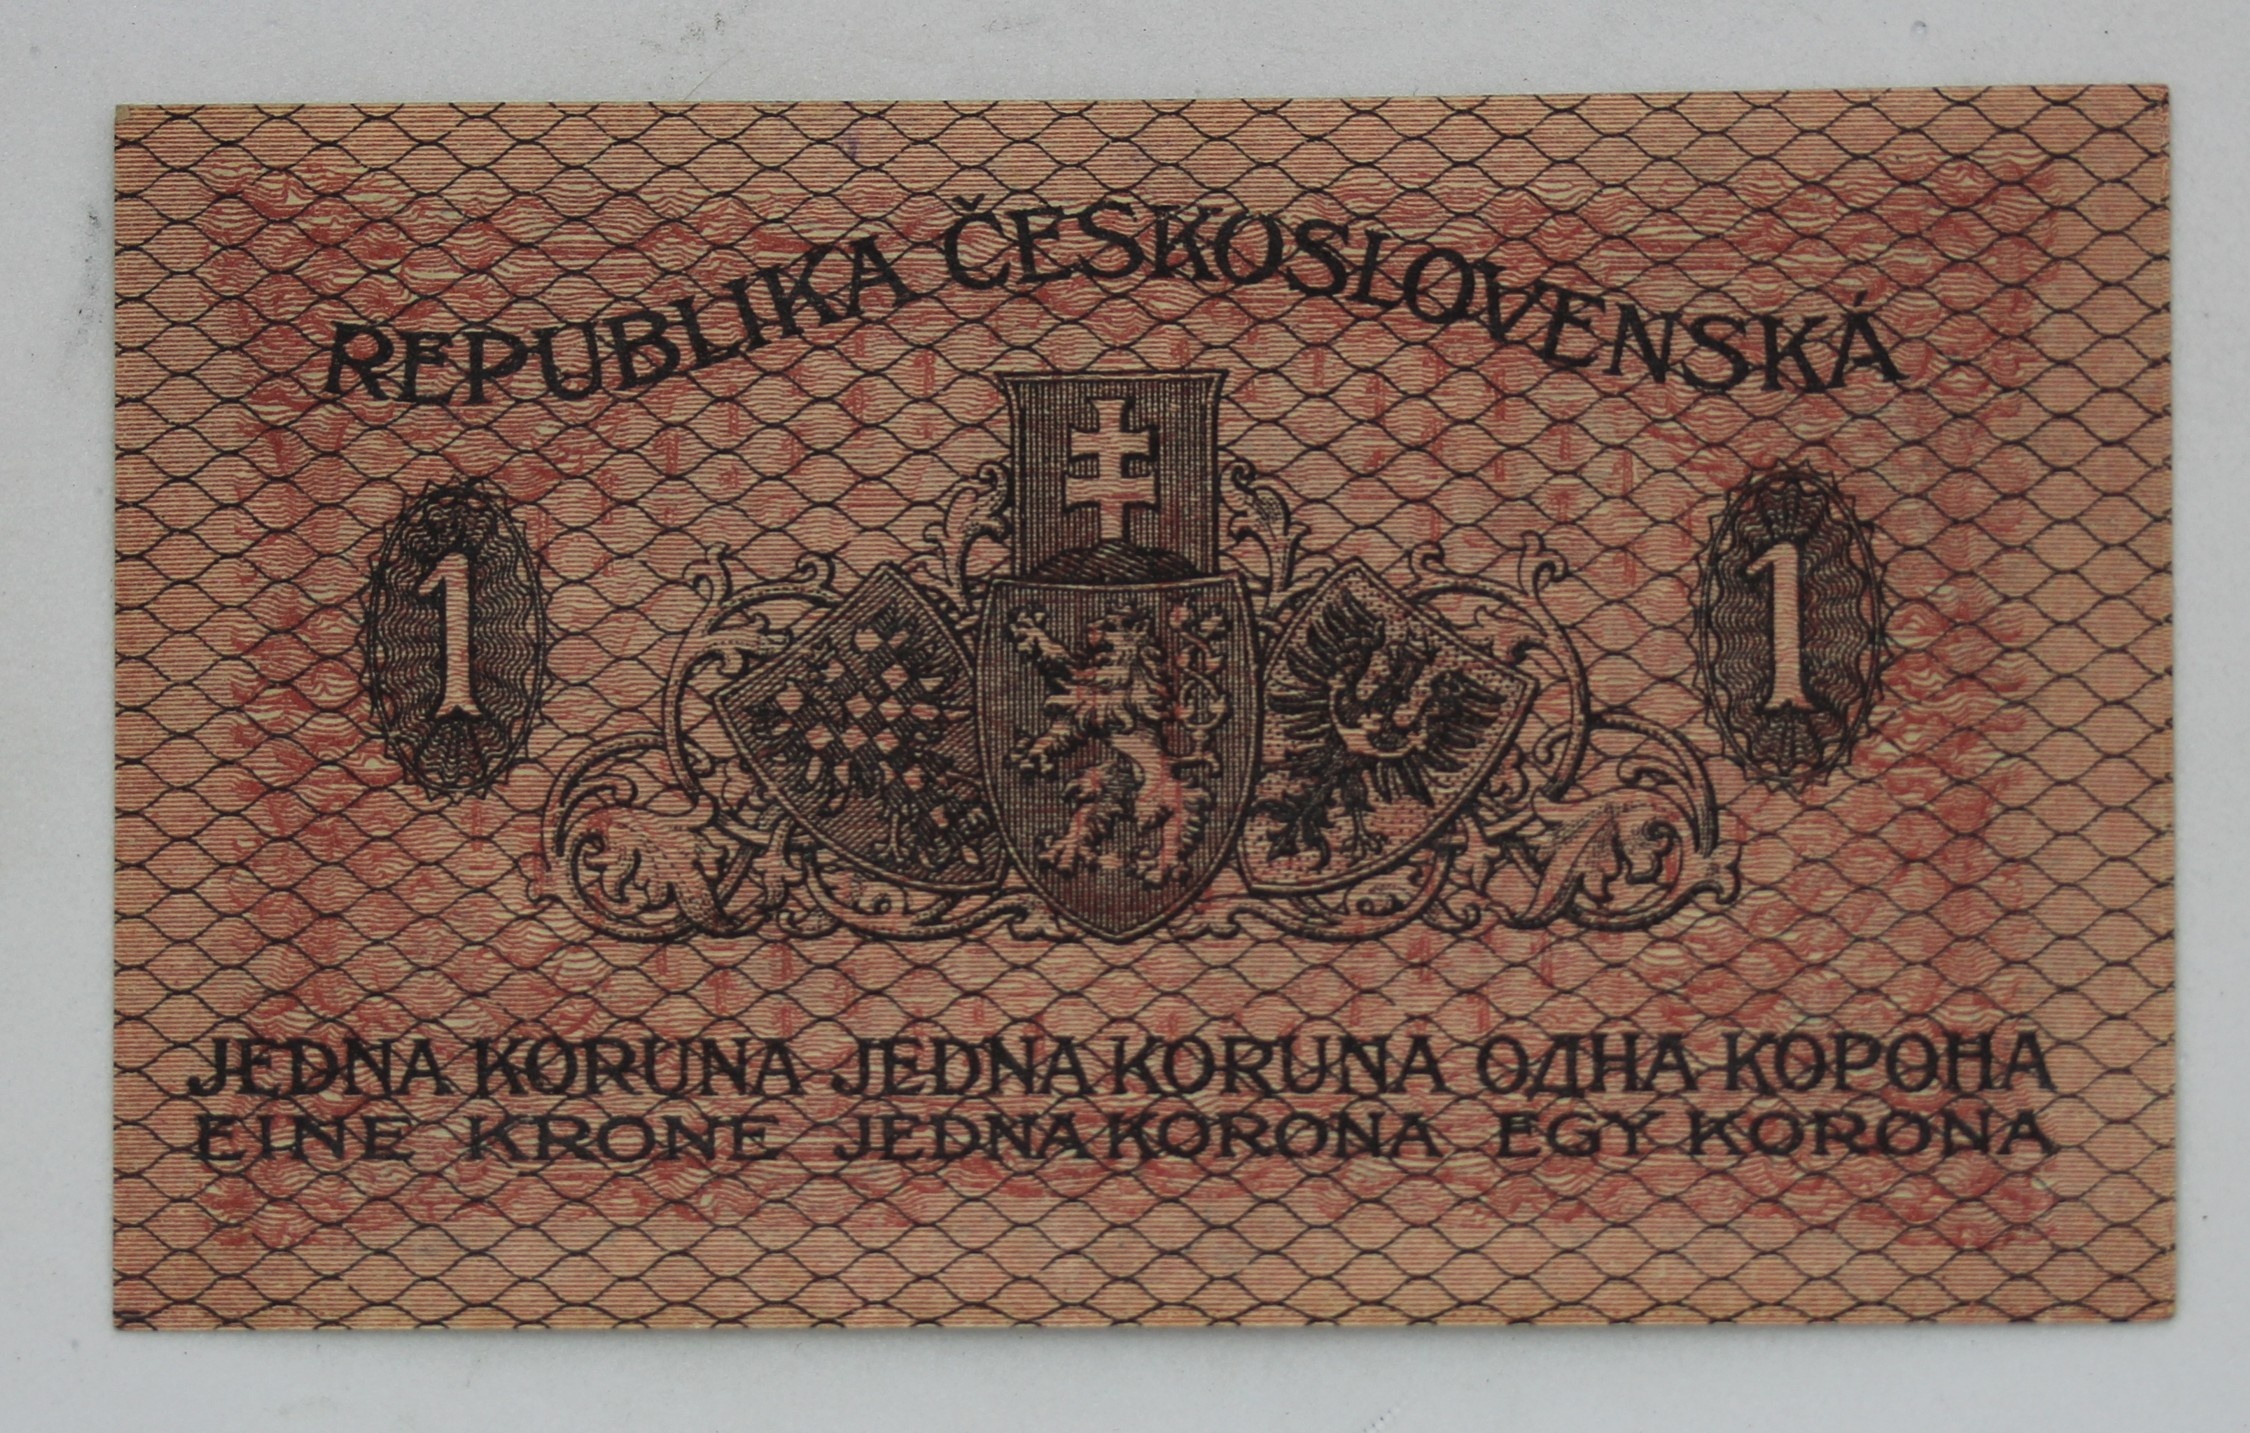 REPUBLIKA ČESKOSLOVENSKÁ
1 1
JEDNA KORUNA JEDNA KORUNA ОДНА КОРОНА
EINE KRONE JEDNA KORONA EGY KORONA